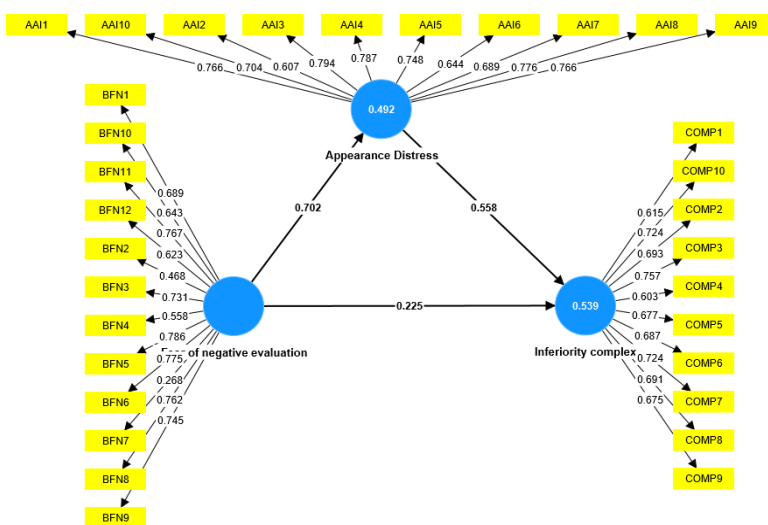 AAI1 AAI10 AAI2 AAI3 AAI4 AAI5 AAI6 AAI7 AAI8 AAI9
0.766 0.704 0.607 0.794 0.787 0.748 0.644 0.689 0.776 0.766
0.492
Appearance Distress
BFN1
BFN10
BFN11
BFN12
BFN2
BFN3
BFN4
BFN5
BFN6
BFN7
BFN8
BFN9
0.689
0.643
0.767
0.623
0.468
0.731
0.558
0.786
0.775
0.268
0.762
0.745
of negative evaluation
0.702
0.558
0.225
0.539
Inferiority complex
0.615
0.724
0.693
0.757
0.603
0.677
0.687
0.724
0.691
0.675
COMP1
COMP10
COMP2
COMP3
COMP4
COMP5
COMP6
COMP7
COMP8
COMP9